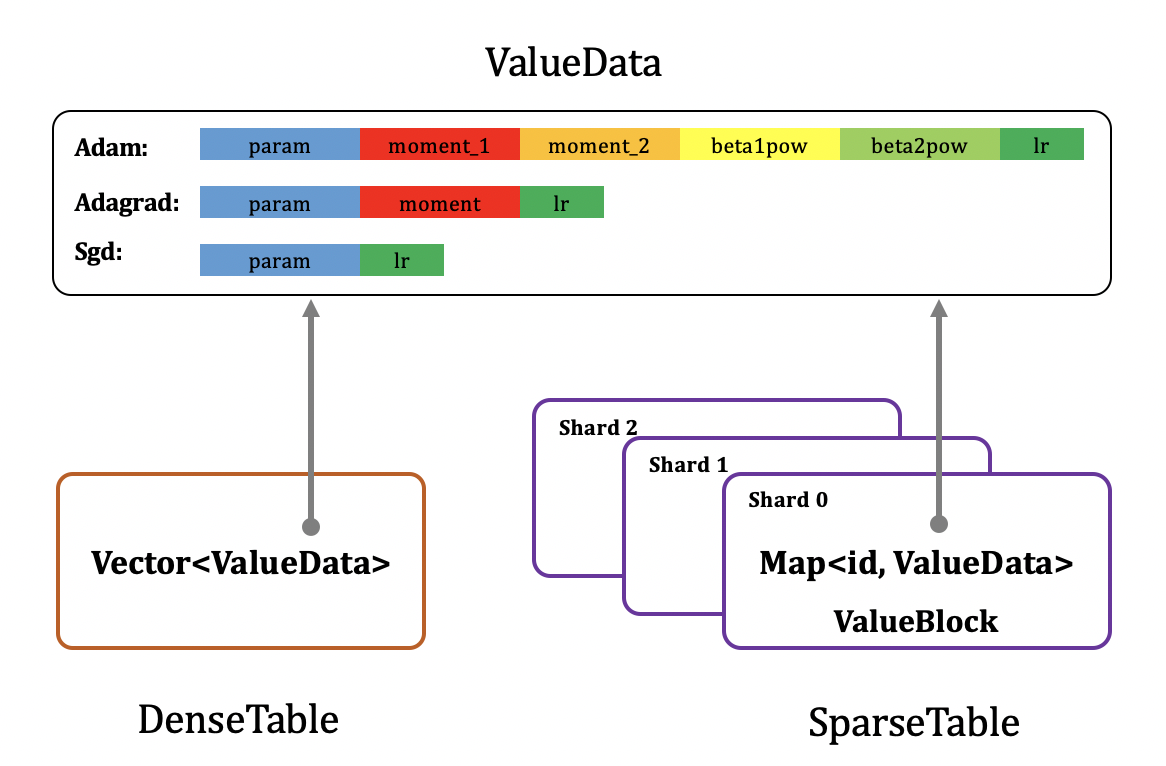 ValueData
Adam: param moment_1 moment_2 beta1pow beta2pow lr
Adagrad: param moment lr
Sgd: param lr
Shard 2
Shard 1
Shard 0
Vector<ValueData>
Map<id, ValueData>
ValueBlock
DenseTable
SparseTable